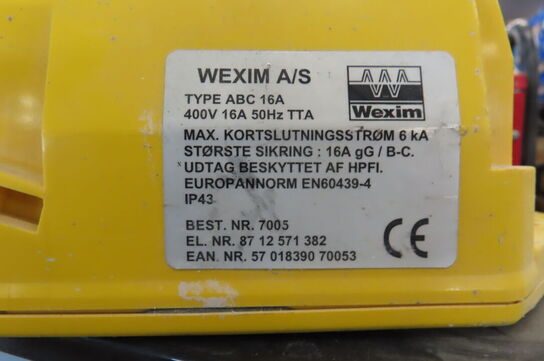 WEXIM A/S
TYPE ABC 16A
400V 16A 50Hz TTA
Wexim
MAX. KORTSLUTNINGSSTRØM 6 kA
STØRSTE SIKRING : 16A gG / B-C.
UDTAG BESKYTTET AF HPFI.
EUROPANNORM EN60439-4
IP43
BEST. NR. 7005
EL. NR. 87 12 571 382
EAN. NR. 57 018390 70053
CE